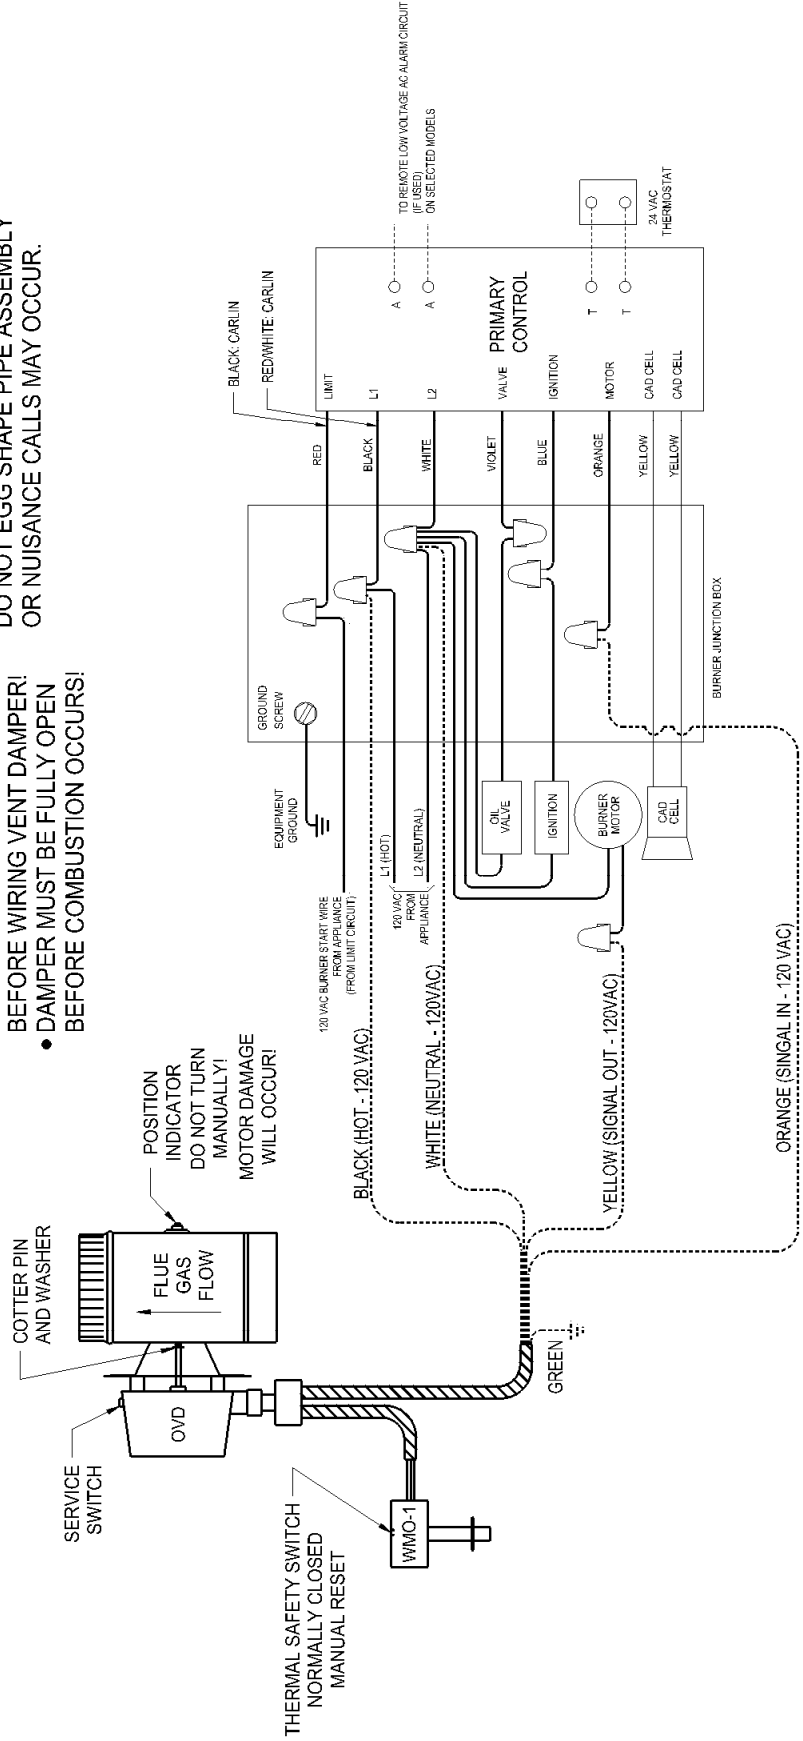 DO NOT EGG SHAPE PIPE ASSEMBLY
OR NUISANCE CALLS MAY OCCUR.
BEFORE WIRING VENT DAMPER!
• DAMPER MUST BE FULLY OPEN
BEFORE COMBUSTION OCCURS!
SERVICE
SWITCH
COTTER PIN
AND WASHER
POSITION
INDICATOR
DO NOT TURN
MANUALLY!
MOTOR DAMAGE
WILL OCCUR!
FLUE
GAS
FLOW
OVD
THERMAL SAFETY SWITCH
NORMALLY CLOSED
MANUAL RESET
WMO-1
GREEN
BLACK (HOT - 120 VAC)
WHITE (NEUTRAL - 120VAC)
YELLOW (SIGNAL OUT - 120VAC)
ORANGE (SINGAL IN - 120 VAC)
120 VAC BURNER START WIRE
FROM APPLIANCE
(FROM LIMIT CIRCUIT)
120 VAC
FROM
APPLIANCE
L1 (HOT)
L2 (NEUTRAL)
EQUIPMENT
GROUND
GROUND
SCREW
OIL
VALVE
IGNITION
BURNER
MOTOR
CAD
CELL
BURNER JUNCTION BOX
RED
BLACK
WHITE
VIOLET
BLUE
ORANGE
YELLOW
YELLOW
BLACK: CARLIN
RED/WHITE: CARLIN
LIMIT
L1
L2
VALVE
IGNITION
MOTOR
CAD CELL
CAD CELL
PRIMARY
CONTROL
A
A
T
T
TO REMOTE LOW VOLTAGE AC ALARM CIRCUIT
(IF USED)
ON SELECTED MODELS
24 VAC
THERMOSTAT